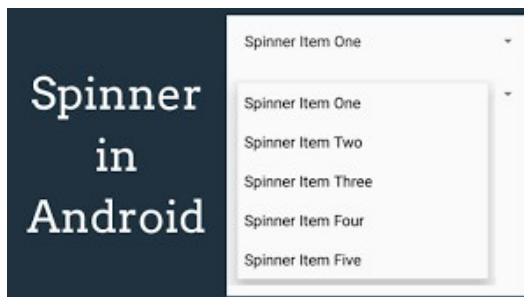 Spinner
in
Android
Spinner Item One
Spinner Item One
Spinner Item Two
Spinner Item Three
Spinner Item Four
Spinner Item Five